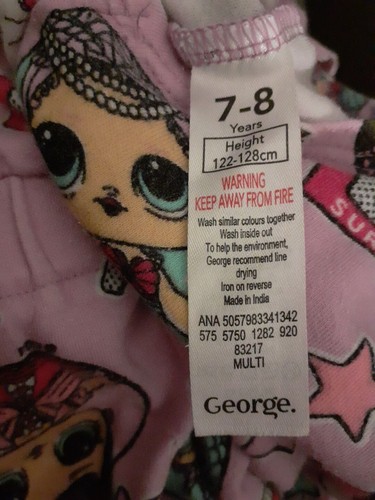 7-8
Years
Height
122-128cm
WARNING
KEEP AWAY FROM FIRE
Wash similar colours together
Wash inside out
To help the environment,
George recommend line
drying
Iron on reverse
Made in India
ANA 5057983341342
575 5750 1282 920
83217
MULTI
George.
SUR